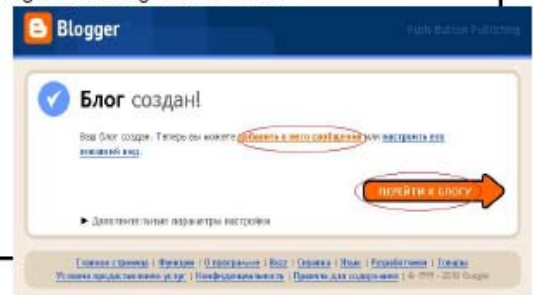 Blogger
Push-Button Publishing
Блог создан!
Ваш блог создан. Теперь вы можете добавить в него сообщения или настроить его
внешний вид.
ПЕРЕЙТИ К БЛОГУ
► Дополнительные параметры настройки
Главная страница | Функции | О программе | Buzz | Справка | Язык | Разработчики | Товары
Условия предоставления услуг | Конфиденциальность | Правила для содержания | © 1999 – 2010 Google